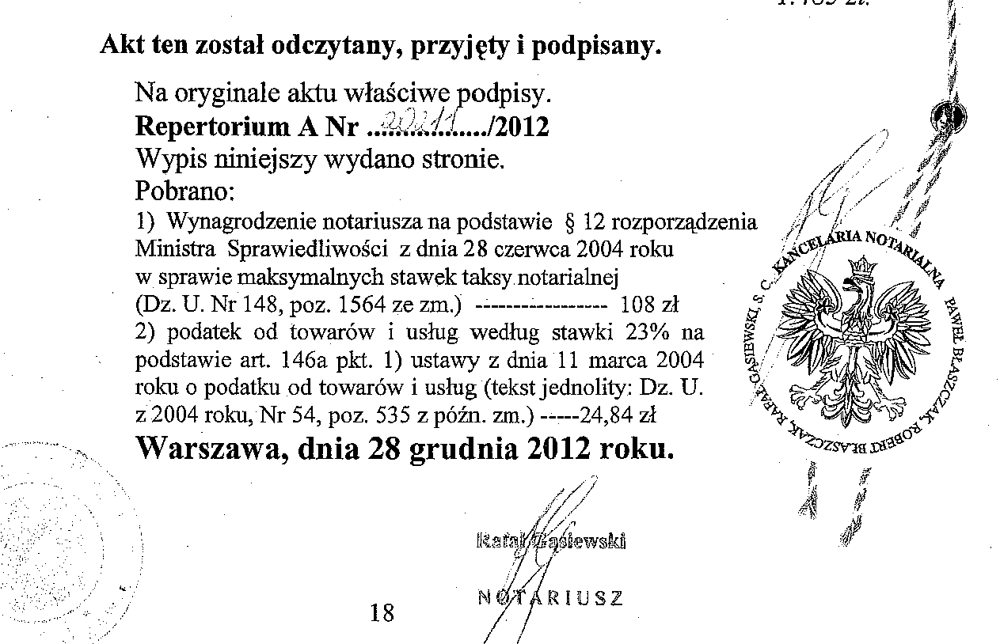 Akt ten został odczytany, przyjęty i podpisany.
Na oryginale aktu właściwe podpisy.
Repertorium A Nr ..................../2012
Wypis niniejszy wydano stronie.
Pobrano:
1) Wynagrodzenie notariusza na podstawie § 12 rozporządzenia
Ministra Sprawiedliwości z dnia 28 czerwca 2004 roku
w sprawie maksymalnych stawek taksy notarialnej
(Dz. U. Nr 148, poz. 1564 ze zm.) ----------------- 108 zł
2) podatek od towarów i usług według stawki 23% na
podstawie art. 146a pkt. 1) ustawy z dnia 11 marca 2004
roku o podatku od towarów i usług (tekst jednolity: Dz. U.
z 2004 roku, Nr 54, poz. 535 z późn. zm.) -----24,84 zł
Warszawa, dnia 28 grudnia 2012 roku.
KANCELARIA NOTARIALNA PAWEŁ BŁASZCZAK, ROBERT BŁASZCZAK, RAFAŁ GĄSIEWSKI, S. C.
Rafał Gąsiewski
NOTARIUSZ
18